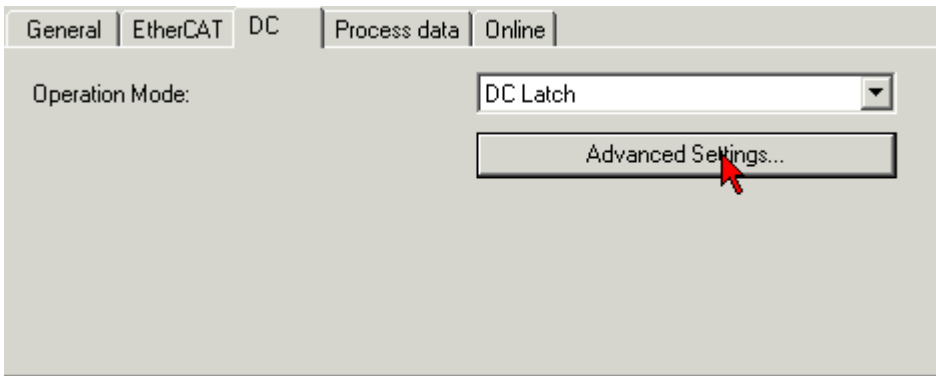 General EtherCAT DC Process data Online
Operation Mode: DC Latch
Advanced Settings...